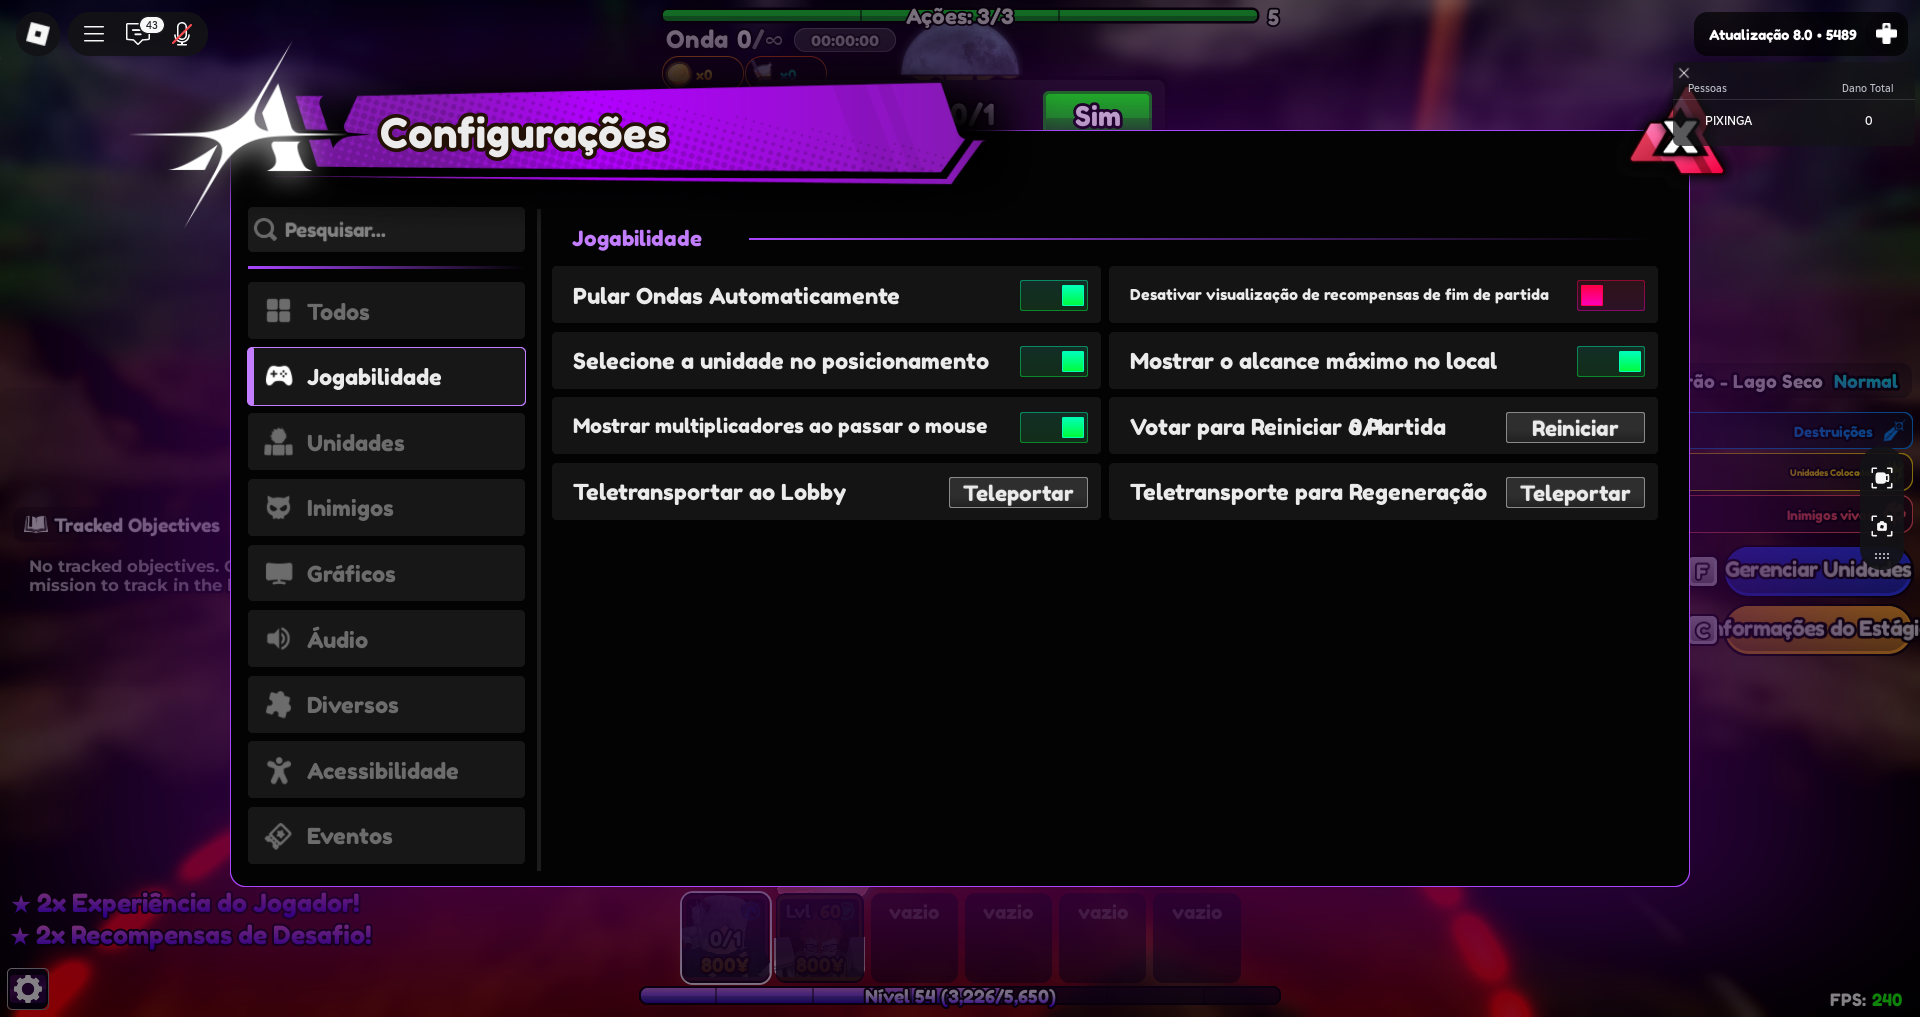 43
Ações: 3/3
5
Onda 0/∞
00:00:00
x0
x0
Atualização 8.0 • 5489
Pessoas
Dano Total
PIXINGA
0
0/1
Sim
Configurações
X
Pesquisar...
Todos
Jogabilidade
Unidades
Inimigos
Gráficos
Áudio
Diversos
Acessibilidade
Eventos
Jogabilidade
Pular Ondas Automaticamente
Desativar visualização de recompensas de fim de partida
Selecione a unidade no posicionamento
Mostrar o alcance máximo no local
Mostrar multiplicadores ao passar o mouse
Votar para Reiniciar a Partida
0/1
Reiniciar
Teletransportar ao Lobby
Teleportar
Teletransporte para Regeneração
Teleportar
Tracked Objectives
No tracked objectives.
mission to track in the
- Lago Seco
Normal
Destruições
Unidades
Inimigos
F
Gerenciar Unidades
C
do
★ 2x Experiência do Jogador!
★ 2x Recompensas de Desafio!
0/1
800¥
Lvl 60
800¥
vazio
vazio
vazio
vazio
Nível 54 (3,226/5,650)
FPS: 240